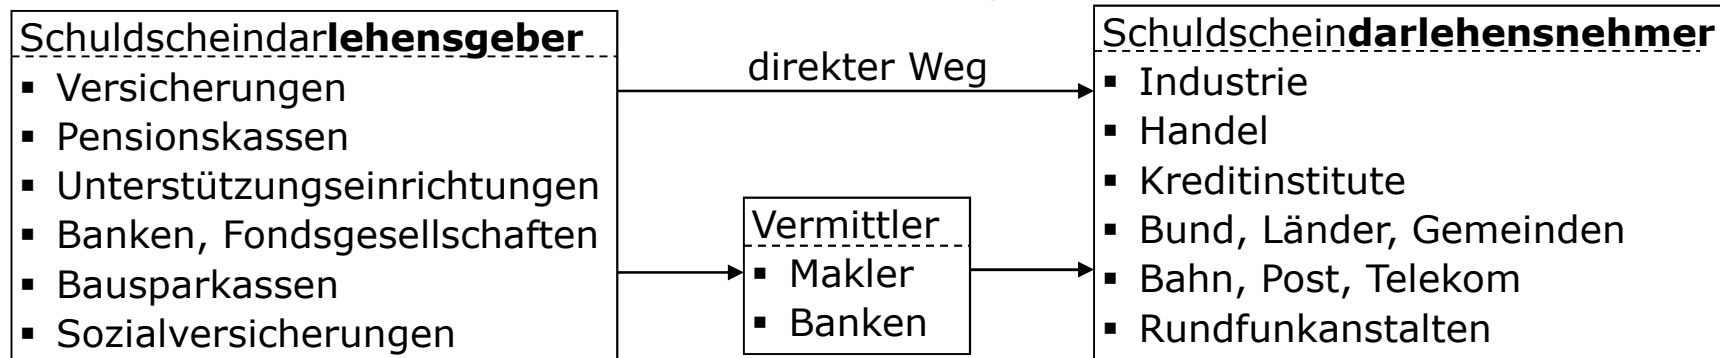 Schuldscheindarlehensgeber
▪ Versicherungen
▪ Pensionskassen
▪ Unterstützungseinrichtungen
▪ Banken, Fondsgesellschaften
▪ Bausparkassen
▪ Sozialversicherungen
direkter Weg
Vermittler
▪ Makler
▪ Banken
Schuldscheindarlehensnehmer
▪ Industrie
▪ Handel
▪ Kreditinstitute
▪ Bund, Länder, Gemeinden
▪ Bahn, Post, Telekom
▪ Rundfunkanstalten